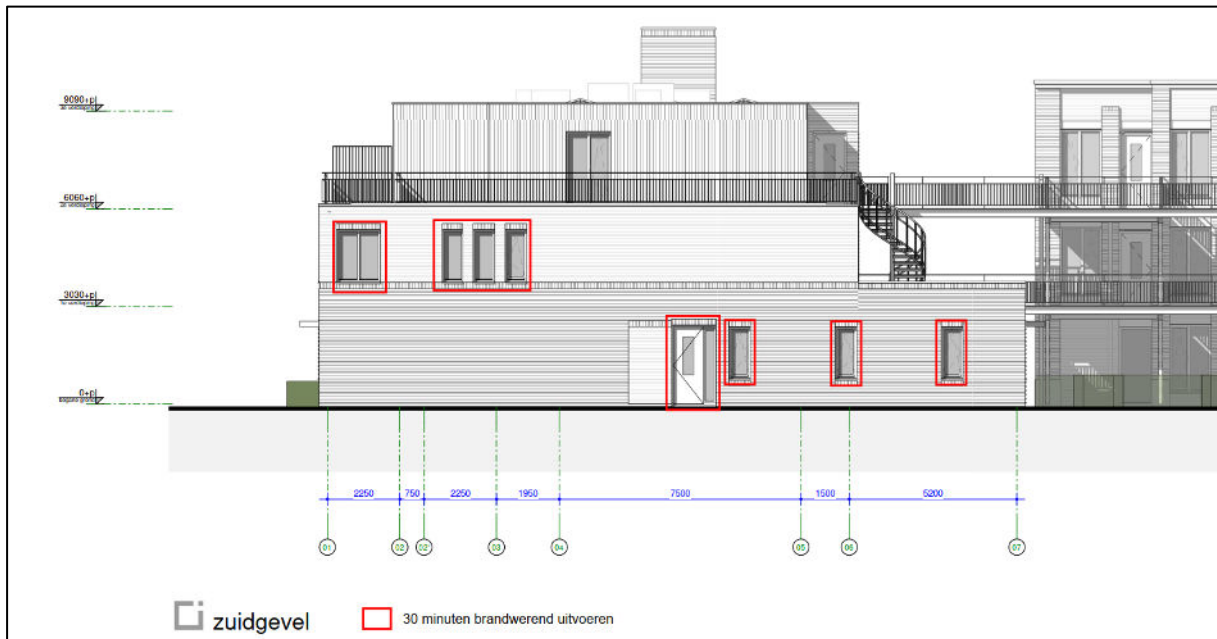 9090+p
6060+p
3030+p
0+p
2250 750 2250 1950 7500 1500 5200
01 02 02' 03 04 05 06 07
zuidgevel
30 minuten brandwerend uitvoeren